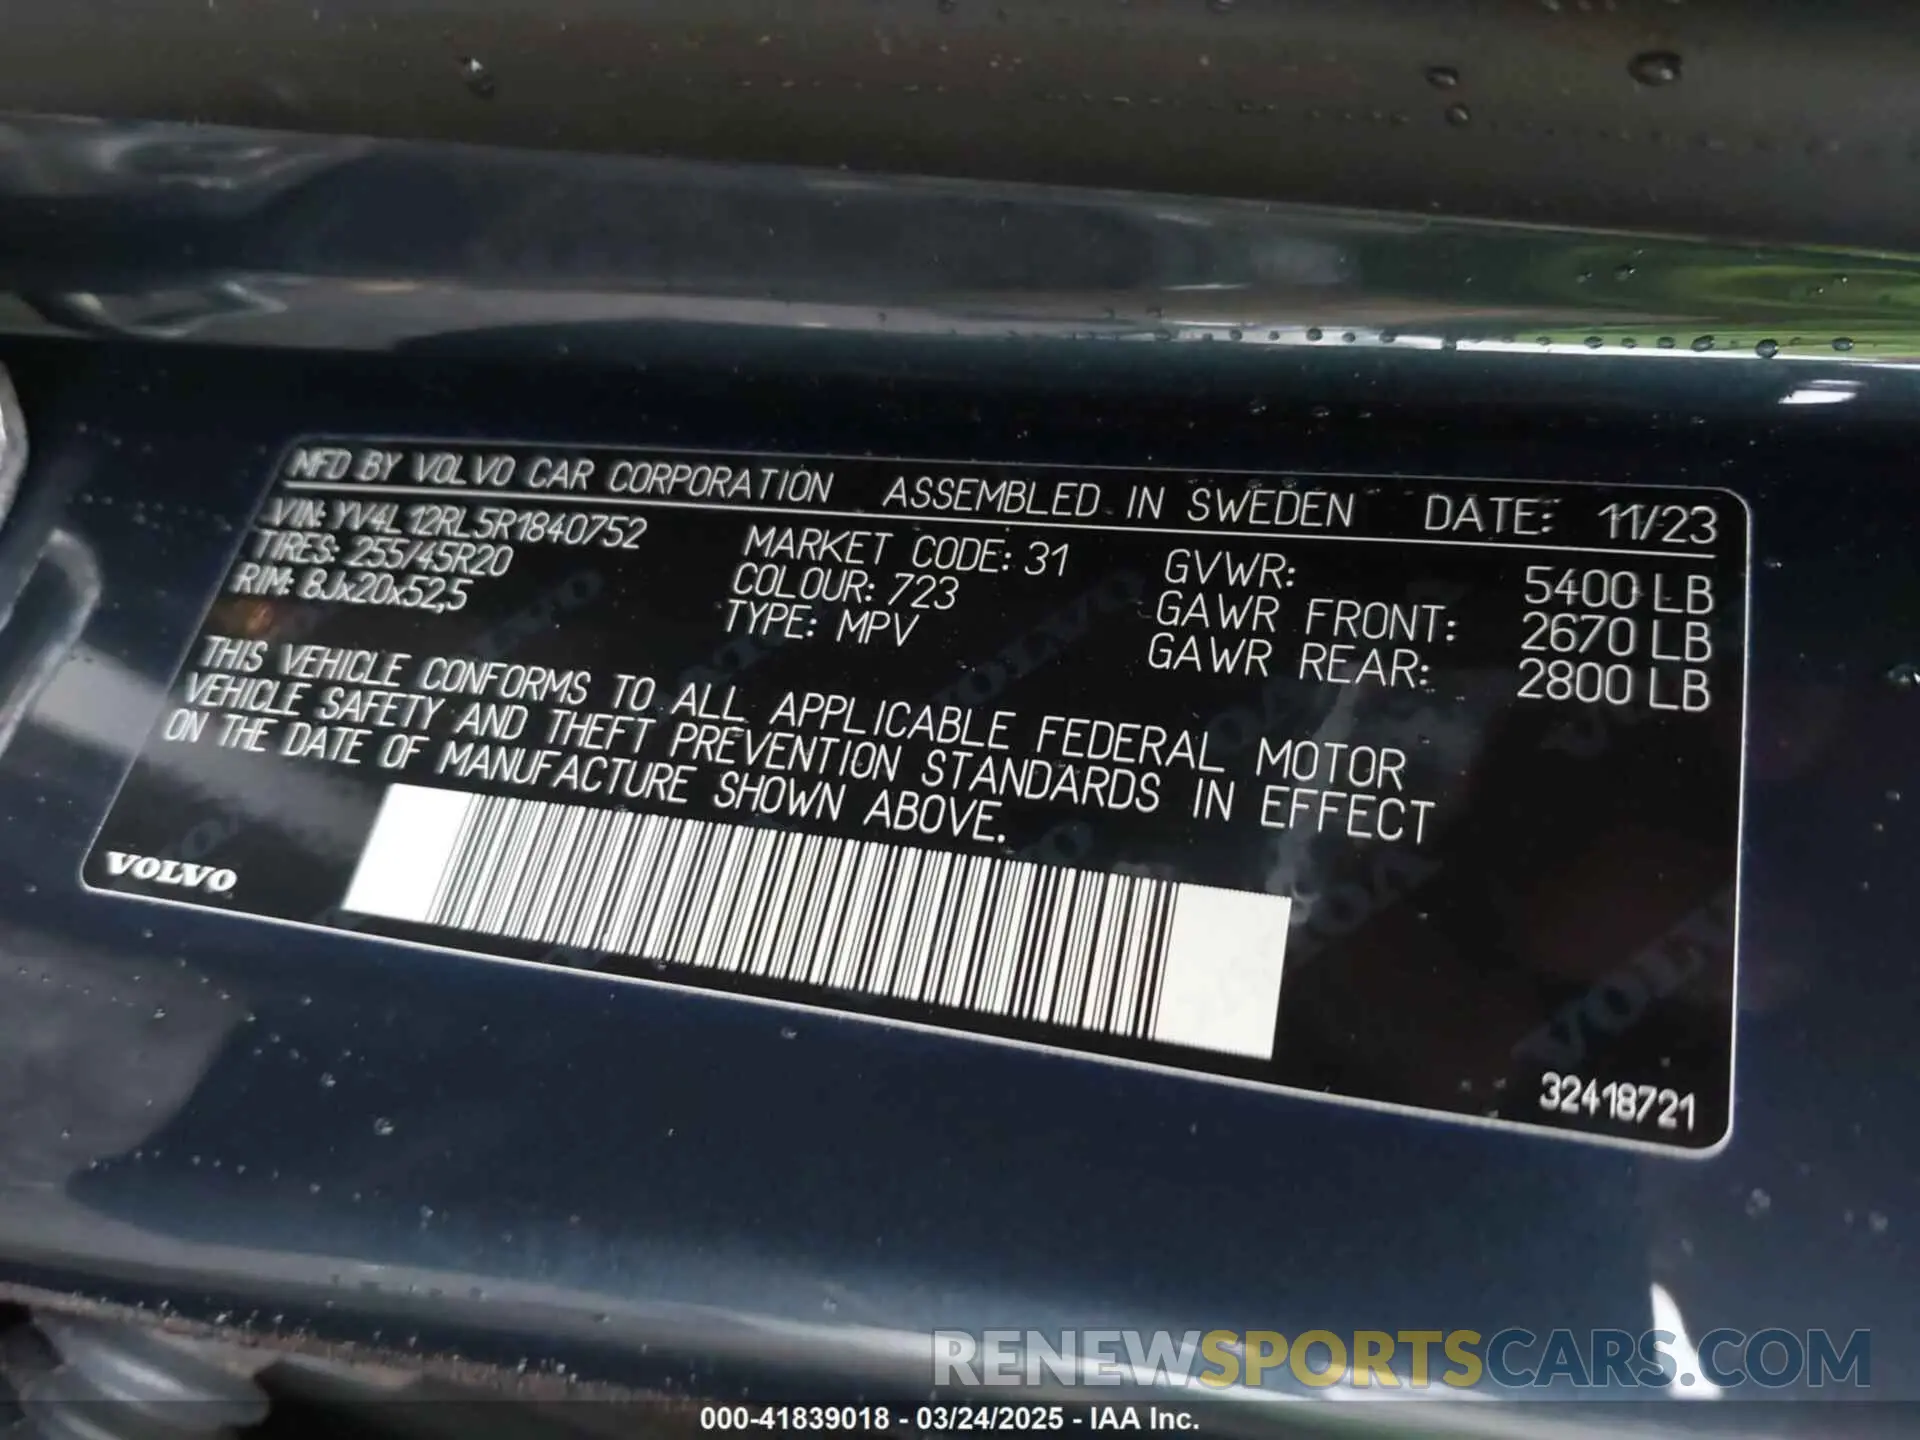 MFD BY VOLVO CAR CORPORATION ASSEMBLED IN SWEDEN DATE: 11/23
VIN: YV4L12RL5R1840752 MARKET CODE: 31 GVWR: 5400 LB
TIRES: 255/45R20 COLOUR: 723 GAWR FRONT: 2670 LB
RIM: 8Jx20x52,5 TYPE: MPV GAWR REAR: 2800 LB
THIS VEHICLE CONFORMS TO ALL APPLICABLE FEDERAL MOTOR
VEHICLE SAFETY AND THEFT PREVENTION STANDARDS IN EFFECT
ON THE DATE OF MANUFACTURE SHOWN ABOVE.
VOLVO
32418721
RENEWSPORTSCARS.COM
000-41839018 - 03/24/2025 - IAA Inc.